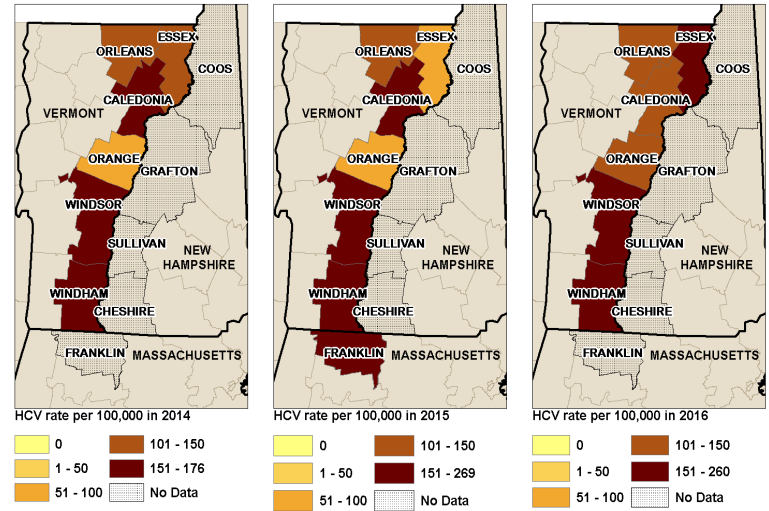 ESSEX
ORLEANS
COOS
CALEDONIA
VERMONT
ORANGE
GRAFTON
WINDSOR
SULLIVAN
NEW
HAMPSHIRE
WINDHAM
CHESHIRE
FRANKLIN
MASSACHUSETTS
HCV rate per 100,000 in 2014
0
101 - 150
1 - 50
151 - 176
51 - 100
No Data
ESSEX
ORLEANS
COOS
CALEDONIA
VERMONT
ORANGE
GRAFTON
WINDSOR
SULLIVAN
NEW
HAMPSHIRE
WINDHAM
CHESHIRE
FRANKLIN
MASSACHUSETTS
HCV rate per 100,000 in 2015
0
101 - 150
1 - 50
151 - 269
51 - 100
No Data
ESSEX
ORLEANS
COOS
CALEDONIA
VERMONT
ORANGE
GRAFTON
WINDSOR
SULLIVAN
NEW
HAMPSHIRE
WINDHAM
CHESHIRE
FRANKLIN
MASSACHUSETTS
HCV rate per 100,000 in 2016
0
101 - 150
1 - 50
151 - 260
51 - 100
No Data